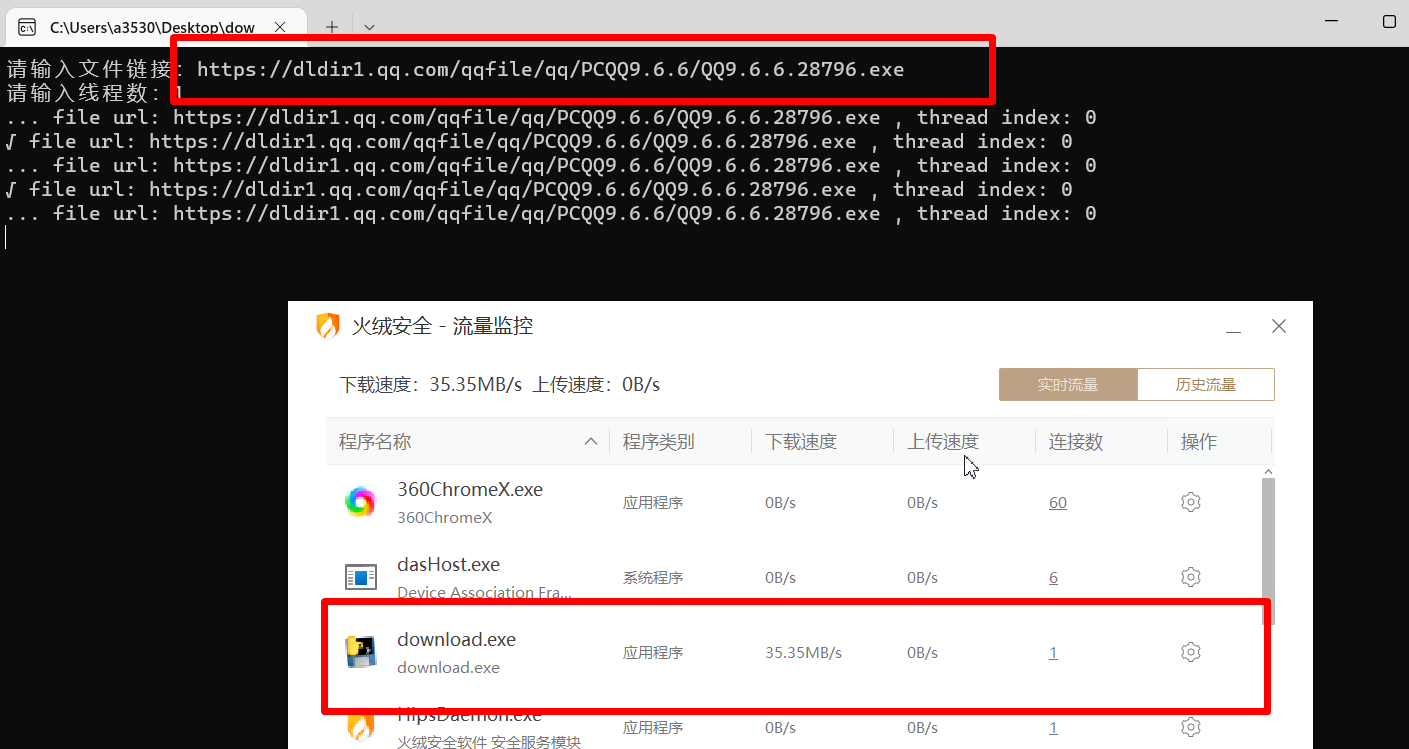 C:\Users\a3530\Desktop\dow
请输入文件链接: https://dldir1.qq.com/qqfile/qq/PCQQ9.6.6/QQ9.6.6.28796.exe
请输入线程数: 1
... file url: https://dldir1.qq.com/qqfile/qq/PCQQ9.6.6/QQ9.6.6.28796.exe , thread index: 0
√ file url: https://dldir1.qq.com/qqfile/qq/PCQQ9.6.6/QQ9.6.6.28796.exe , thread index: 0
... file url: https://dldir1.qq.com/qqfile/qq/PCQQ9.6.6/QQ9.6.6.28796.exe , thread index: 0
√ file url: https://dldir1.qq.com/qqfile/qq/PCQQ9.6.6/QQ9.6.6.28796.exe , thread index: 0
... file url: https://dldir1.qq.com/qqfile/qq/PCQQ9.6.6/QQ9.6.6.28796.exe , thread index: 0
火绒安全 - 流量监控
下载速度: 35.35MB/s 上传速度: 0B/s 实时流量 历史流量
程序名称 程序类别 下载速度 上传速度 连接数 操作
360ChromeX.exe
360ChromeX 应用程序 0B/s 0B/s 60
dasHost.exe
Device Association Fra... 系统程序 0B/s 0B/s 6
download.exe
download.exe 应用程序 35.35MB/s 0B/s 1
HipsDaemon.exe
火绒安全软件 安全服务模块 应用程序 0B/s 0B/s 1